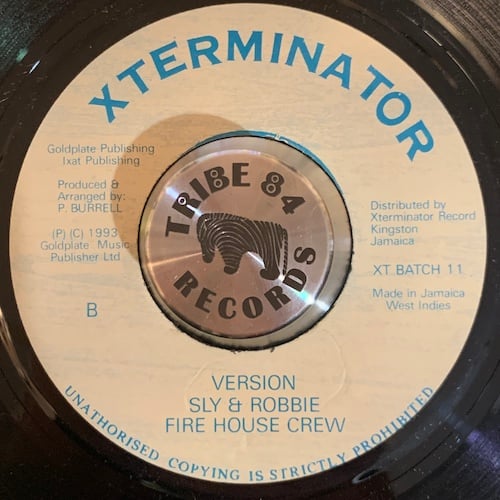 XTERMINATOR
Goldplate Publishing
Ixat Publishing
Produced &
Arranged by:
P. BURRELL
(P) (C) 1993
Goldplate Music
Publisher Ltd
B
TRIBE 84
RECORDS
Distributed by
Xterminator Record
Kingston
Jamaica
XT BATCH 11
Made in Jamaica
West Indies
VERSION
SLY & ROBBIE
FIRE HOUSE CREW
UNATHORISED COPYING IS STRICTLY PROHIBITED